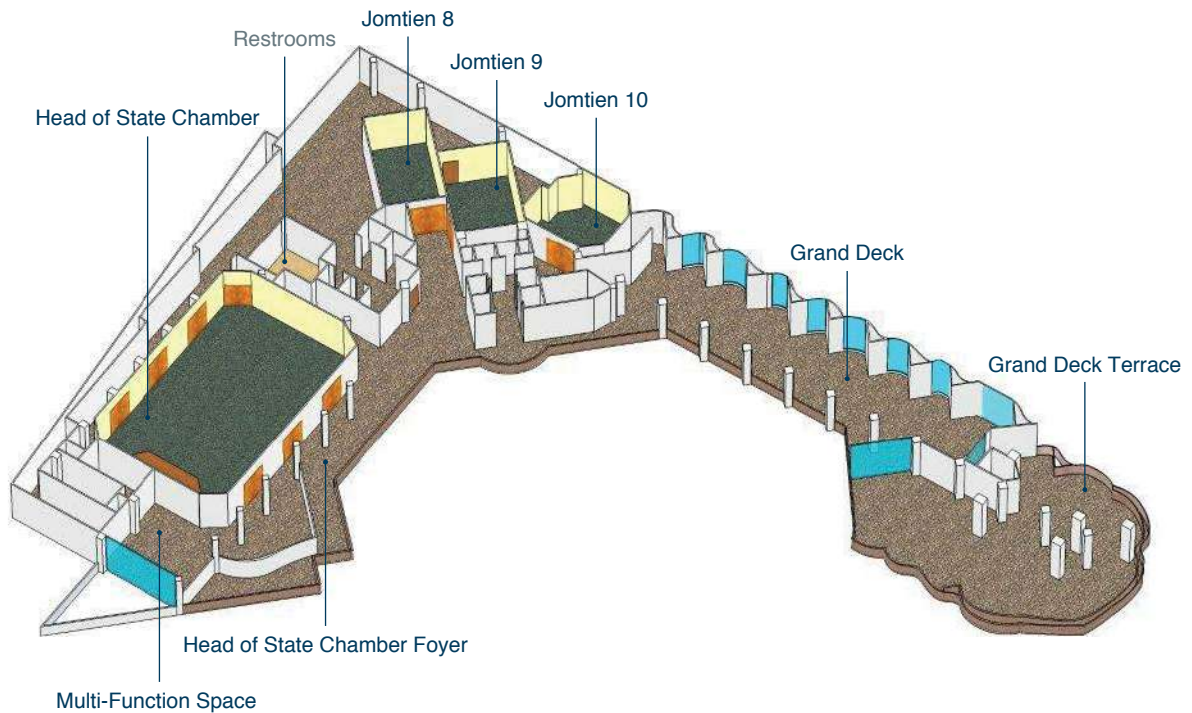 Jomtien 8
Restrooms
Jomtien 9
Jomtien 10
Head of State Chamber
Grand Deck
Grand Deck Terrace
Head of State Chamber Foyer
Multi-Function Space